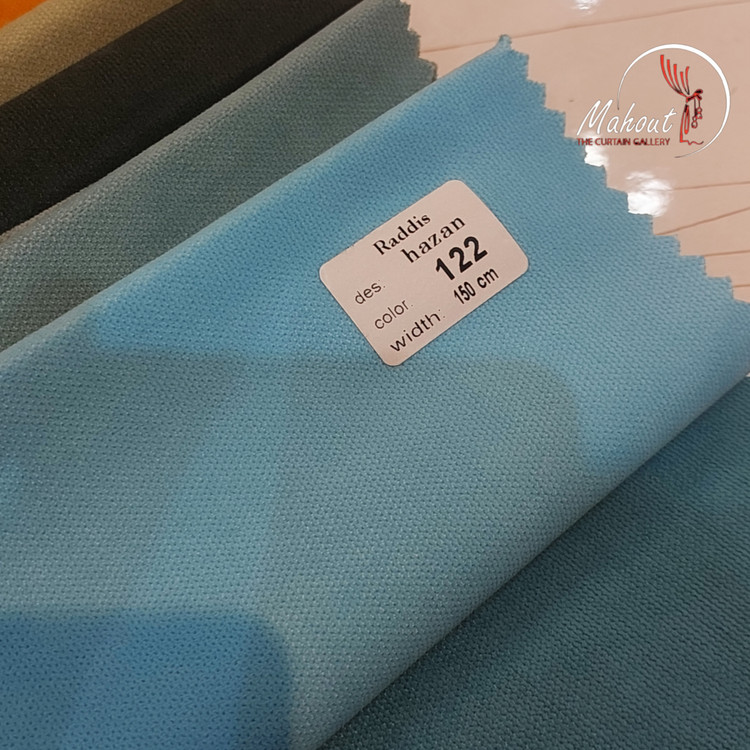 Mahout
THE CURTAIN GALLERY
Raddis
des: hazan
color: 122
width: 150 cm